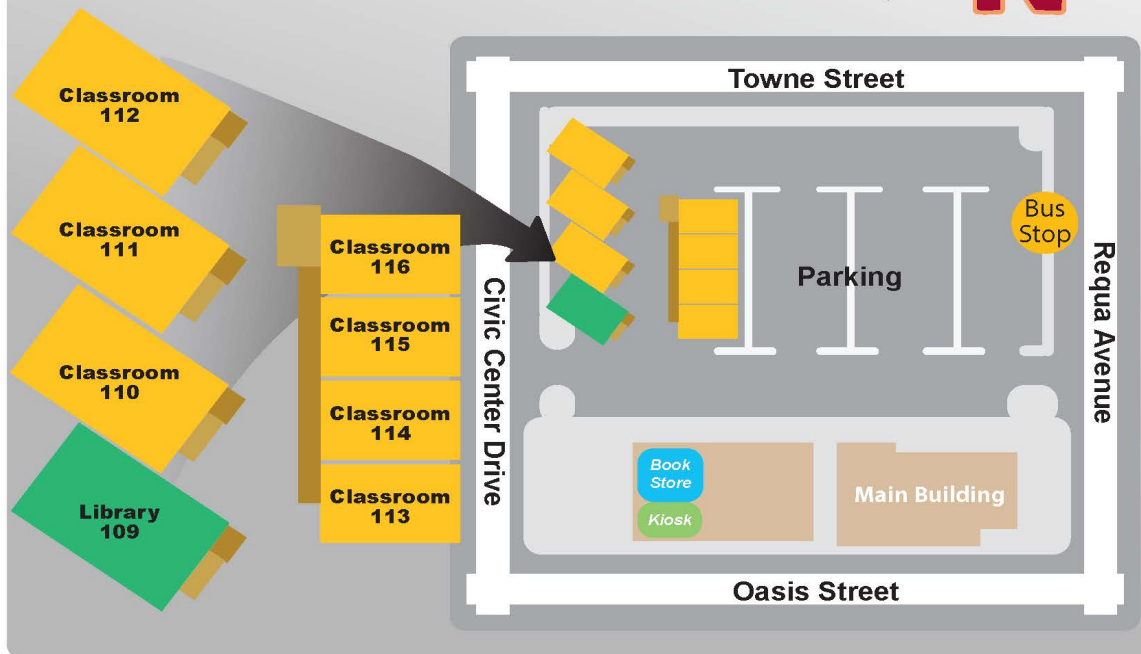 Classroom
112
Classroom
111
Classroom
110
Library
109
Classroom
116
Classroom
115
Classroom
114
Classroom
113
Towne Street
Civic Center Drive
Parking
Bus
Stop
Requa Avenue
Book
Store
Kiosk
Main Building
Oasis Street